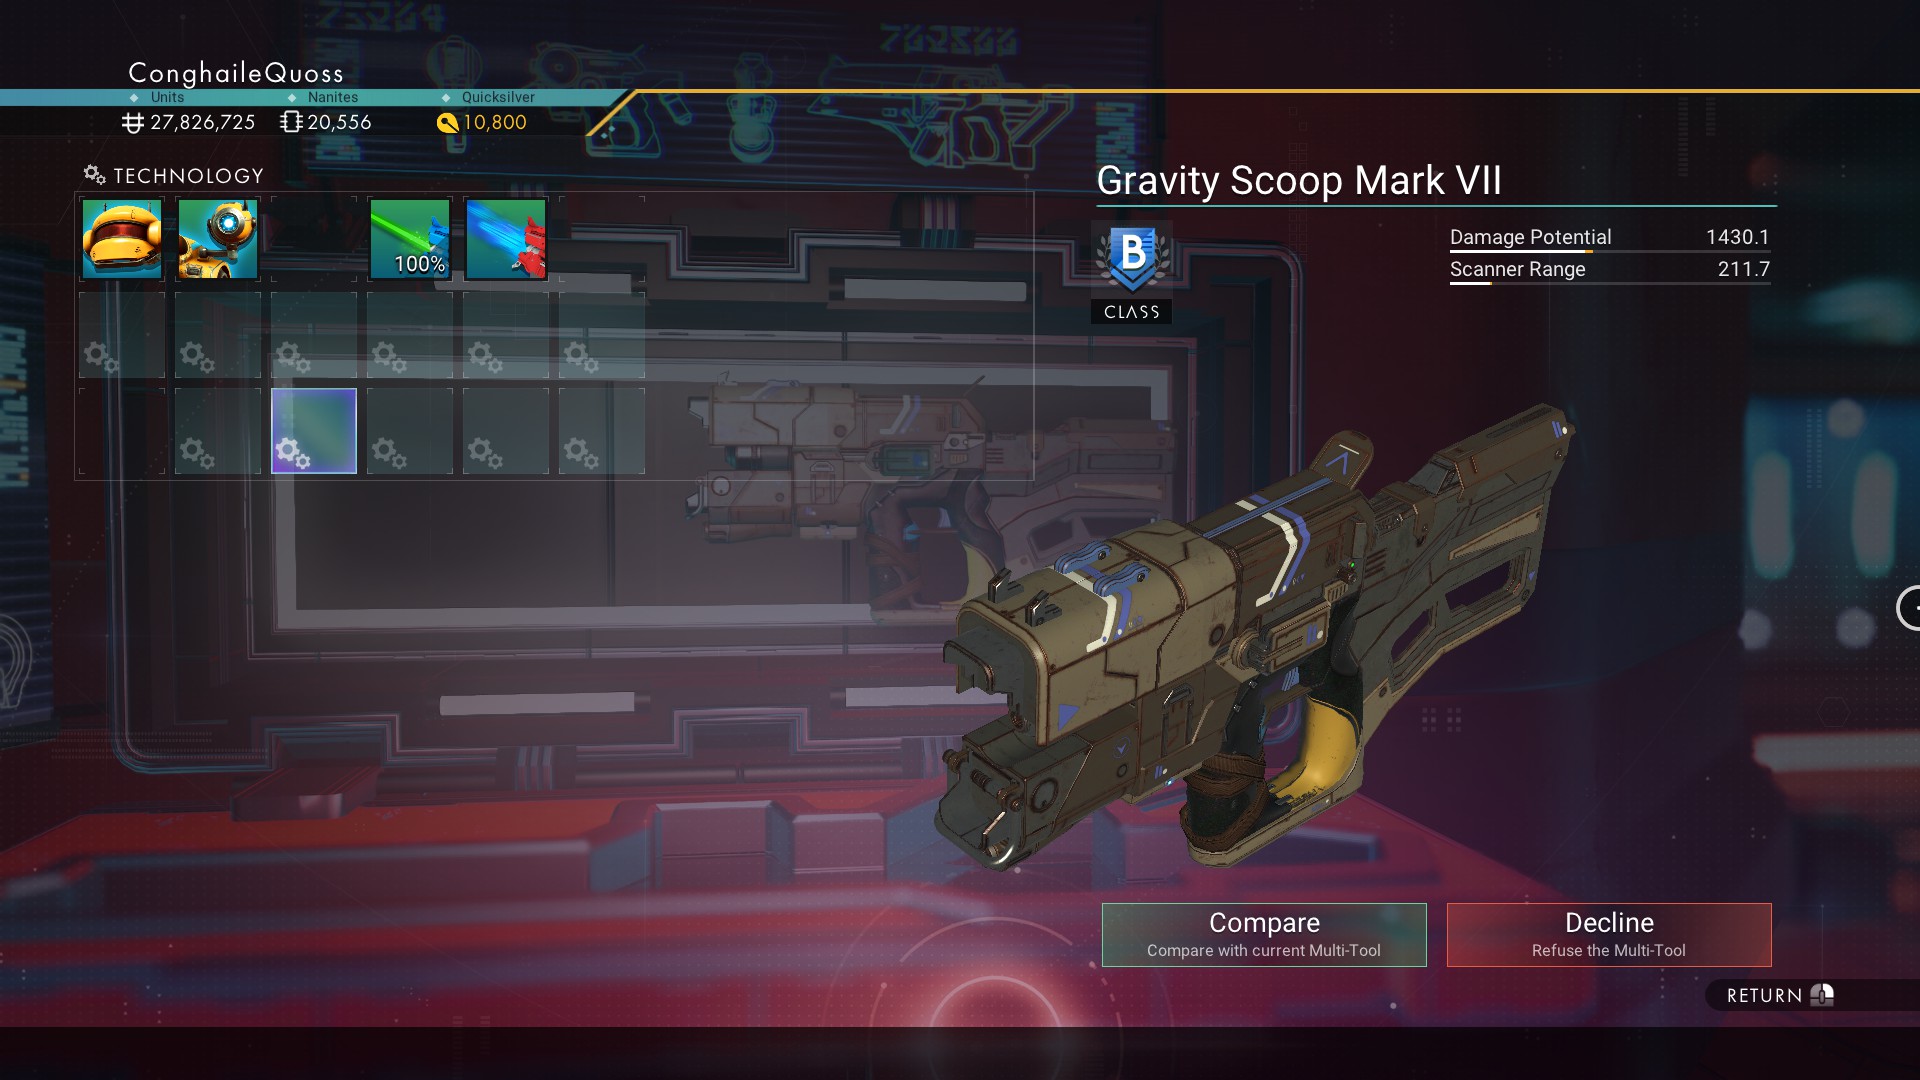 ConghaileQuoss
Units Nanites Quicksilver
27,826,725 20,556 10,800
TECHNOLOGY
100%
Gravity Scoop Mark VII
B
CLASS
Damage Potential 1430.1
Scanner Range 211.7
Compare
Compare with current Multi-Tool
Decline
Refuse the Multi-Tool
RETURN